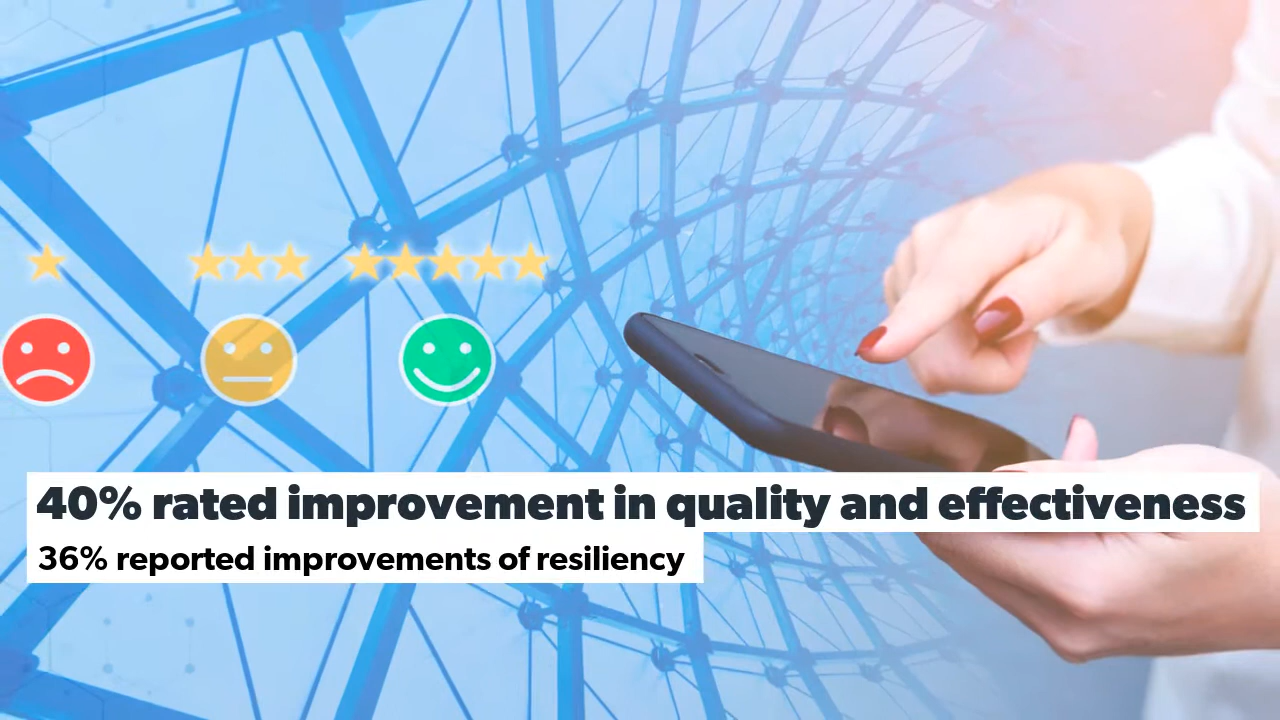 40% rated improvement in quality and effectiveness
36% reported improvements of resiliency